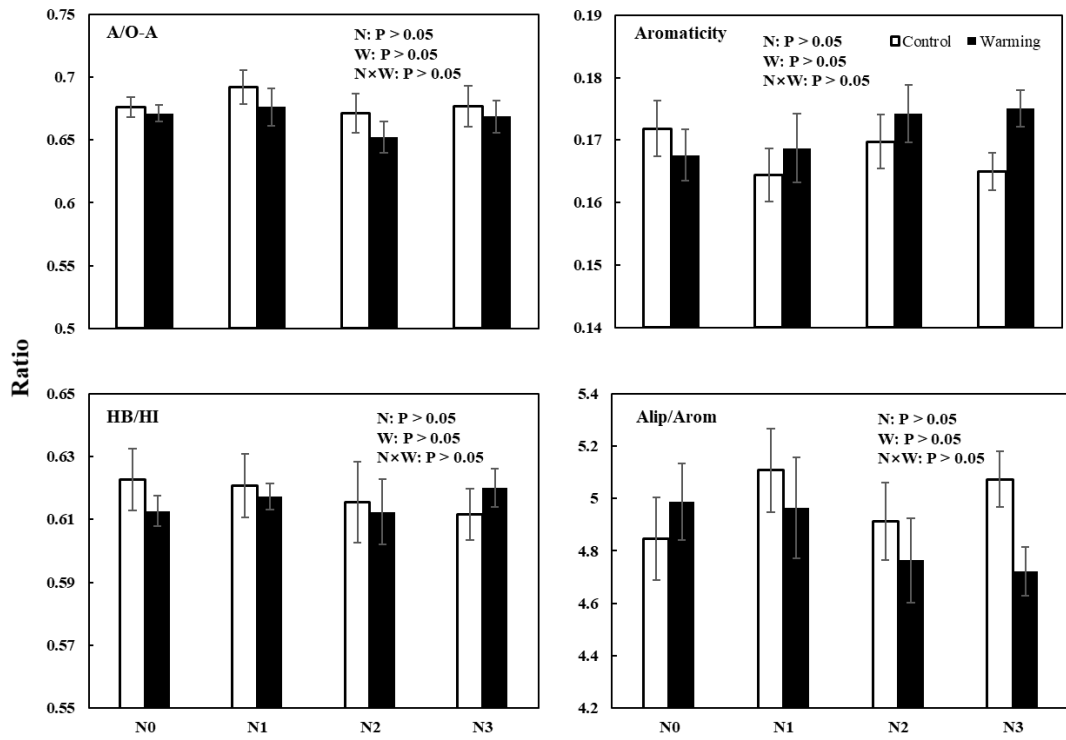 Ratio
A/O-A
N: P > 0.05
W: P > 0.05
N×W: P > 0.05
0.75
0.7
0.65
0.6
0.55
0.5
Aromaticity
N: P > 0.05
W: P > 0.05
N×W: P > 0.05
Control Warming
0.19
0.18
0.17
0.16
0.15
0.14
HB/HI
N: P > 0.05
W: P > 0.05
N×W: P > 0.05
0.65
0.63
0.61
0.59
0.57
0.55
N0 N1 N2 N3
Alip/Arom
N: P > 0.05
W: P > 0.05
N×W: P > 0.05
5.4
5.2
5
4.8
4.6
4.4
4.2
N0 N1 N2 N3